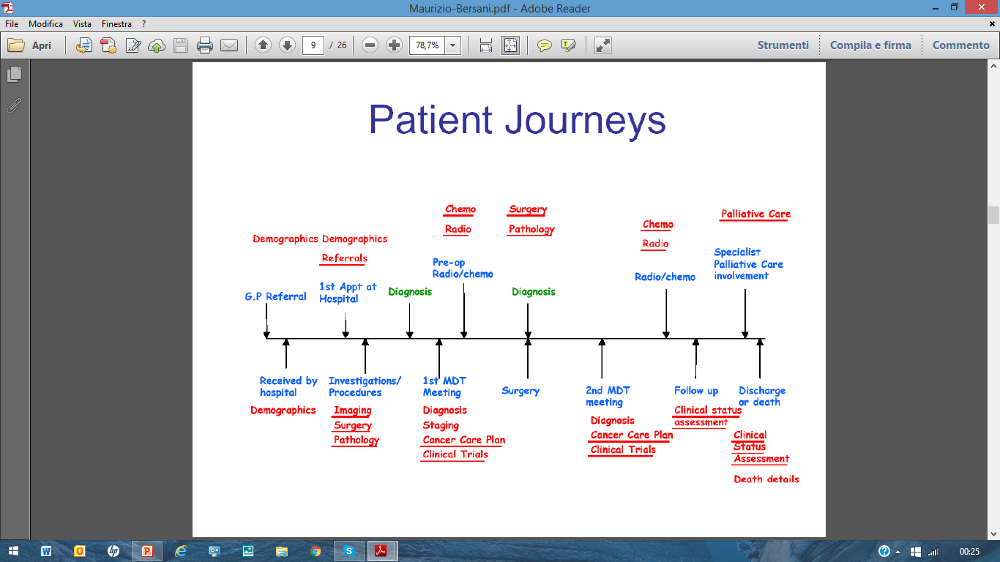 Maurizio-Bersani.pdf - Adobe Reader
File Modifica Vista Finestra ?
Apri 9 / 26 78,7% Strumenti Compila e firma Commento
Patient Journeys
Chemo
Radio
Surgery
Pathology
Chemo
Radio
Palliative Care
Demographics Demographics
Referrals
G.P Referral
1st Appt at
Hospital
Diagnosis
Pre-op
Radio/chemo
Diagnosis
Radio/chemo
Specialist
Palliative Care
involvement
Received by
hospital
Demographics
Investigations/
Procedures
Imaging
Surgery
Pathology
1st MDT
Meeting
Diagnosis
Staging
Cancer Care Plan
Clinical Trials
Surgery
2nd MDT
meeting
Diagnosis
Cancer Care Plan
Clinical Trials
Follow up
Clinical status
assessment
Discharge
or death
Clinical
Status
Assessment
Death details
00:25